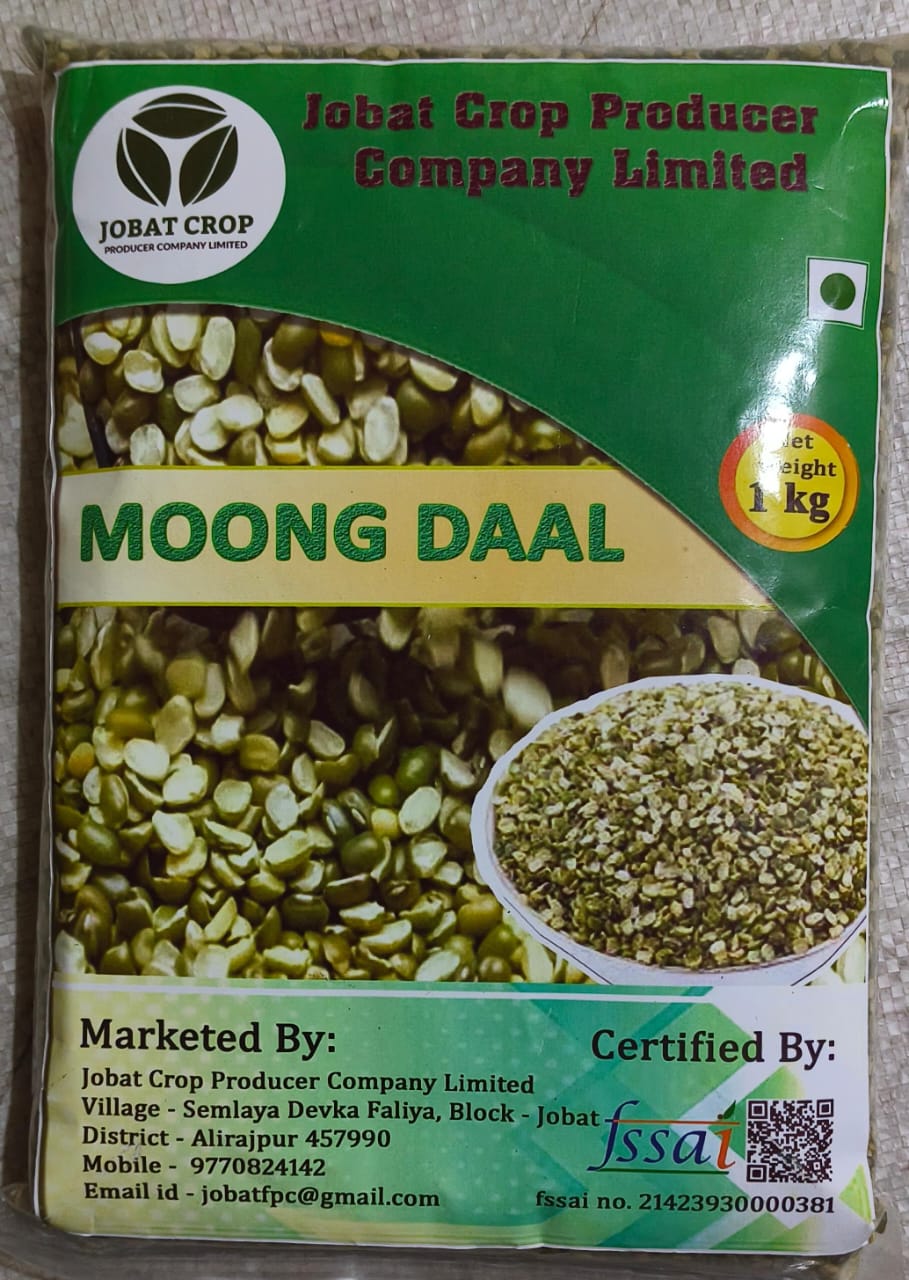 Jobat Crop Producer
Company Limited
JOBAT CROP
PRODUCER COMPANY LIMITED
Net
Weight
1 kg
MOONG DAAL
Marketed By:
Jobat Crop Producer Company Limited
Village - Semlaya Devka Faliya, Block - Jobat
District - Alirajpur 457990
Mobile - 9770824142
Email id - jobatfpc@gmail.com
Certified By:
fssai
fssai no. 21423930000381